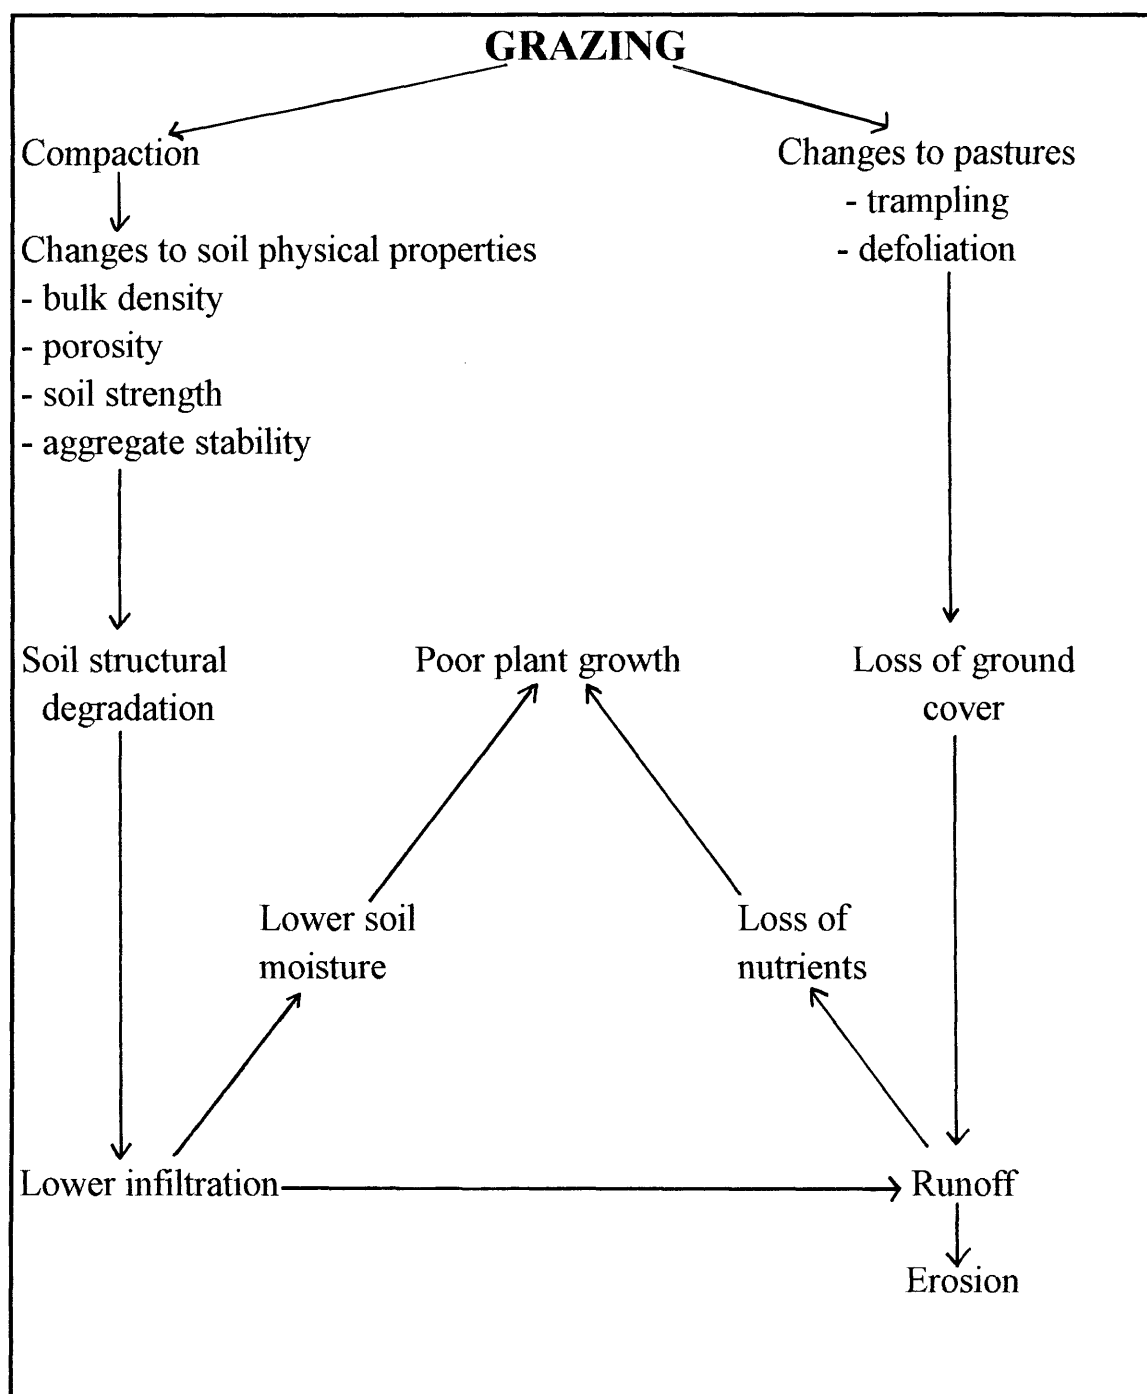 GRAZING
Compaction
Changes to soil physical properties
- bulk density
- porosity
- soil strength
- aggregate stability
Changes to pastures
- trampling
- defoliation
Soil structural
degradation
Poor plant growth
Loss of ground
cover
Lower soil
moisture
Loss of
nutrients
Lower infiltration
Runoff
Erosion